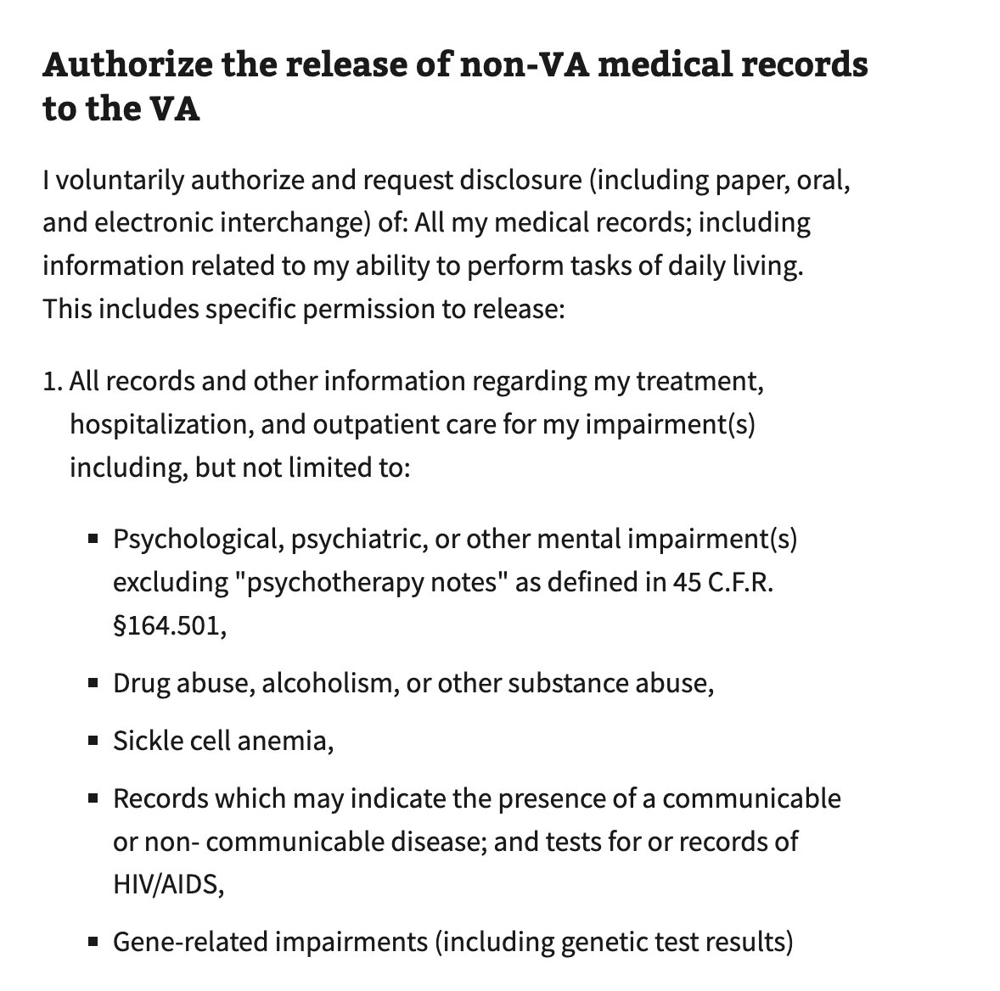 Authorize the release of non-VA medical records
to the VA
I voluntarily authorize and request disclosure (including paper, oral,
and electronic interchange) of: All my medical records; including
information related to my ability to perform tasks of daily living.
This includes specific permission to release:
1. All records and other information regarding my treatment,
hospitalization, and outpatient care for my impairment(s)
including, but not limited to:
▪ Psychological, psychiatric, or other mental impairment(s)
excluding "psychotherapy notes" as defined in 45 C.F.R.
§164.501,
▪ Drug abuse, alcoholism, or other substance abuse,
▪ Sickle cell anemia,
▪ Records which may indicate the presence of a communicable
or non- communicable disease; and tests for or records of
HIV/AIDS,
▪ Gene-related impairments (including genetic test results)